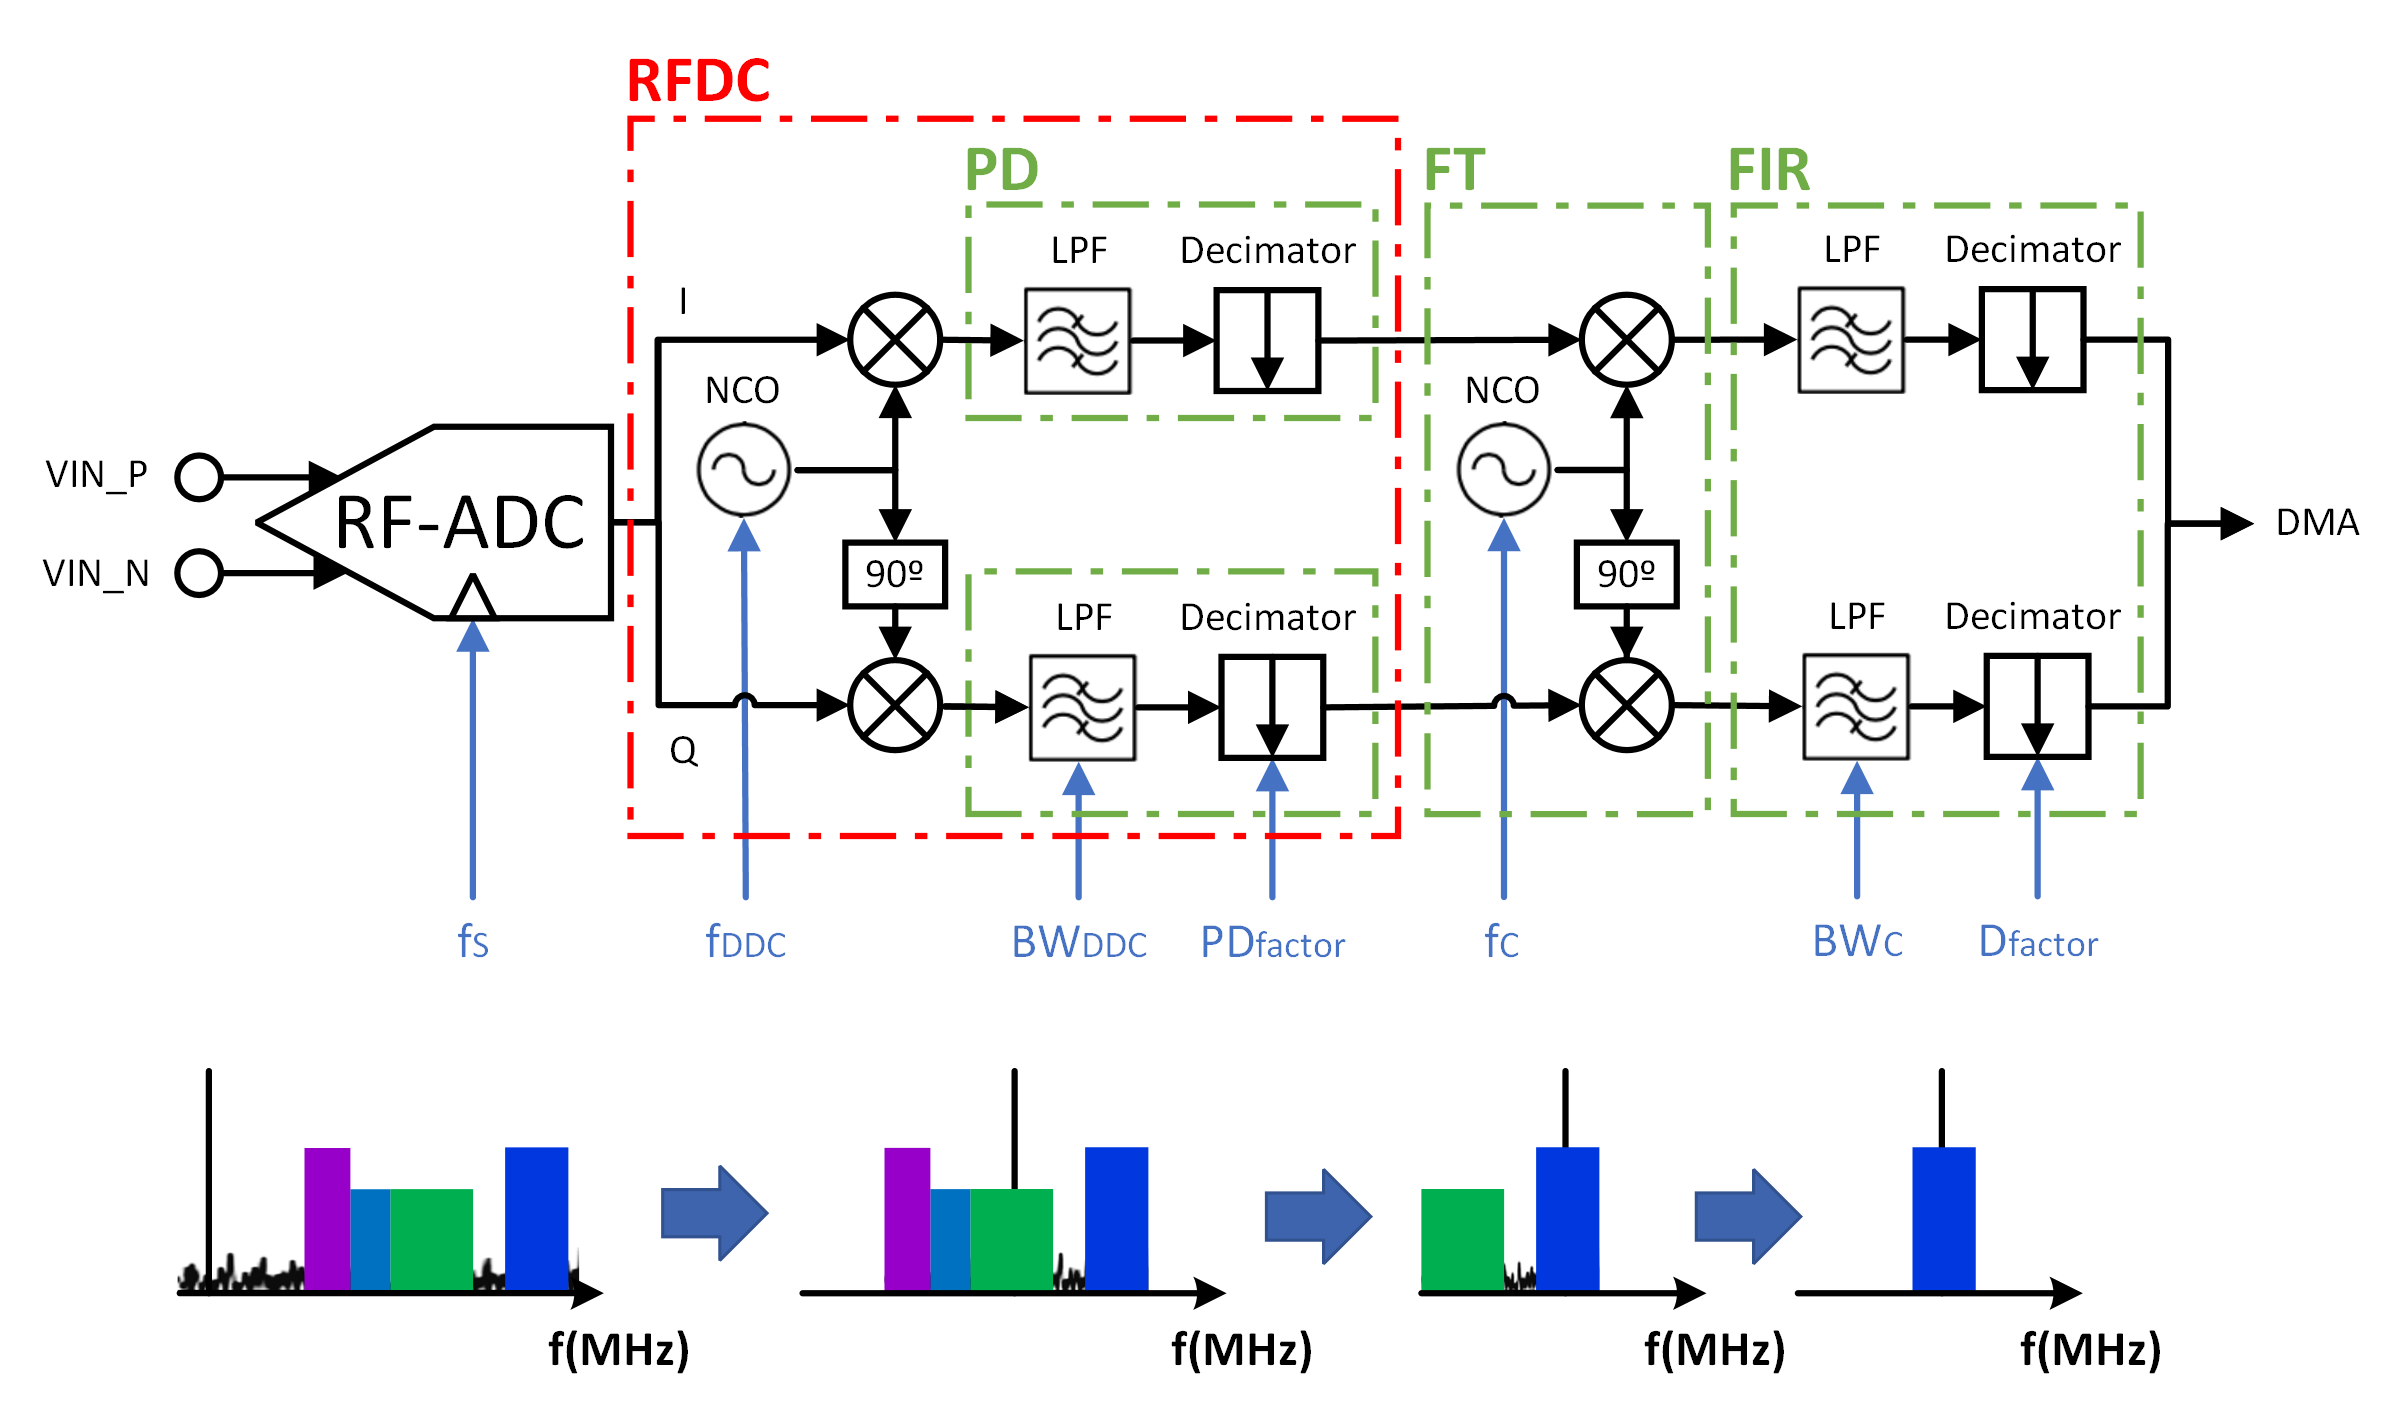 RFDC
PD
FT
FIR
LPF
Decimator
LPF
Decimator
I
NCO
NCO
VIN_P
RF-ADC
DMA
VIN_N
90º
90º
LPF
Decimator
LPF
Decimator
Q
fS
fDDC
BWDDC
PDfactor
fC
BWC
Dfactor
f(MHz)
f(MHz)
f(MHz)
f(MHz)